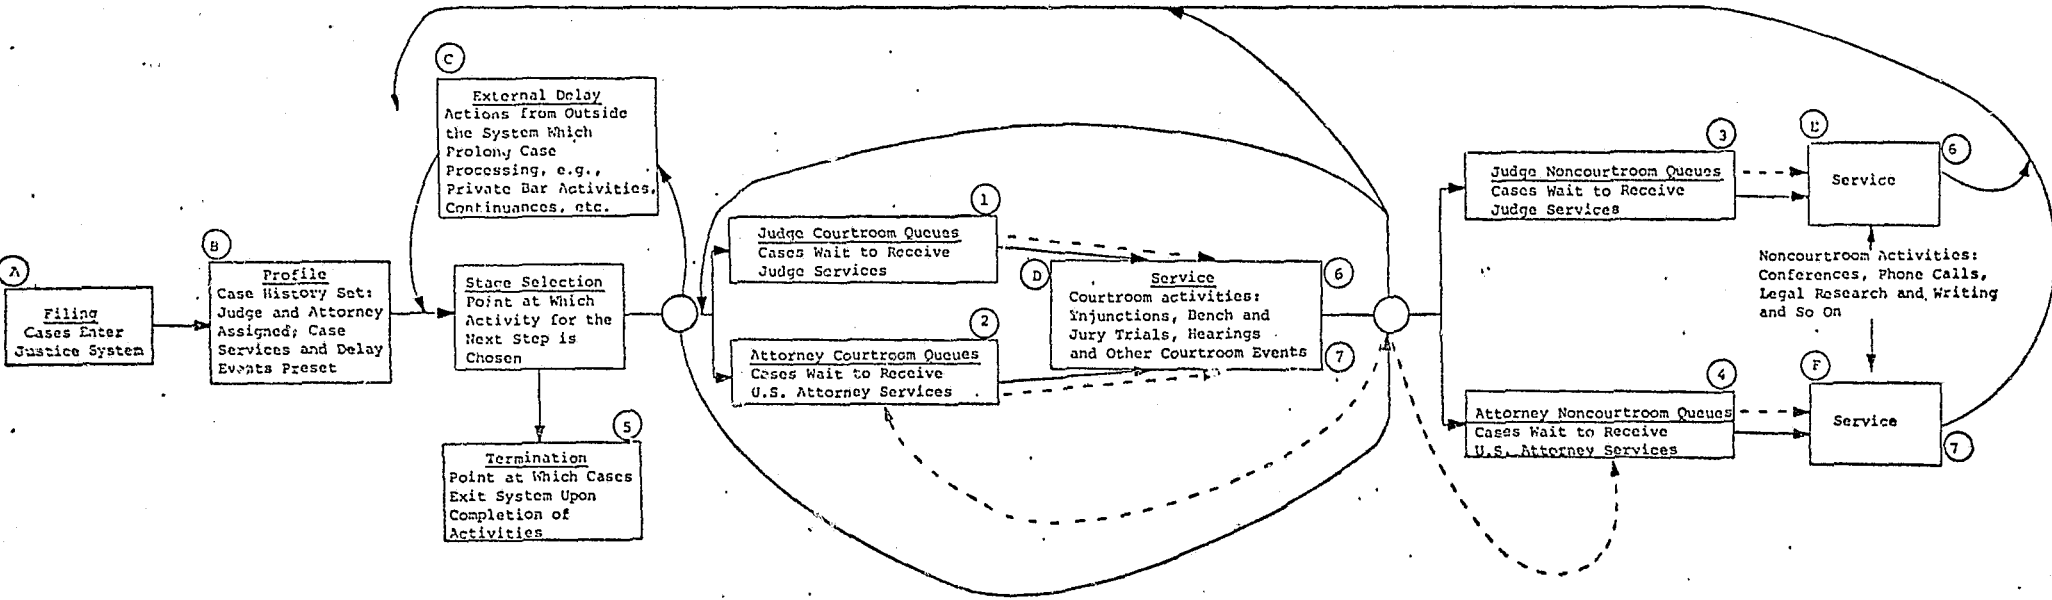 A
Filing
Cases Enter
Justice System
B
Profile
Case History Set:
Judge and Attorney
Assigned; Case
Services and Delay
Events Preset
C
External Delay
Actions from Outside
the System Which
Prolong Case
Processing, e.g.,
Private Bar Activities,
Continuances, etc.
Stage Selection
Point at Which
Activity for the
Next Step is
Chosen
5
Termination
Point at Which Cases
Exit System Upon
Completion of
Activities
1
Judge Courtroom Queues
Cases Wait to Receive
Judge Services
2
Attorney Courtroom Queues
Cases Wait to Receive
U.S. Attorney Services
D
6
Service
Courtroom activities:
Injunctions, Bench and
Jury Trials, Hearings
and Other Courtroom Events
7
3
Judge Noncourtroom Queues
Cases Wait to Receive
Judge Services
E
6
Service
Noncourtroom Activities:
Conferences, Phone Calls,
Legal Research and Writing
and So On
4
Attorney Noncourtroom Queues
Cases Wait to Receive
U.S. Attorney Services
F
Service
7